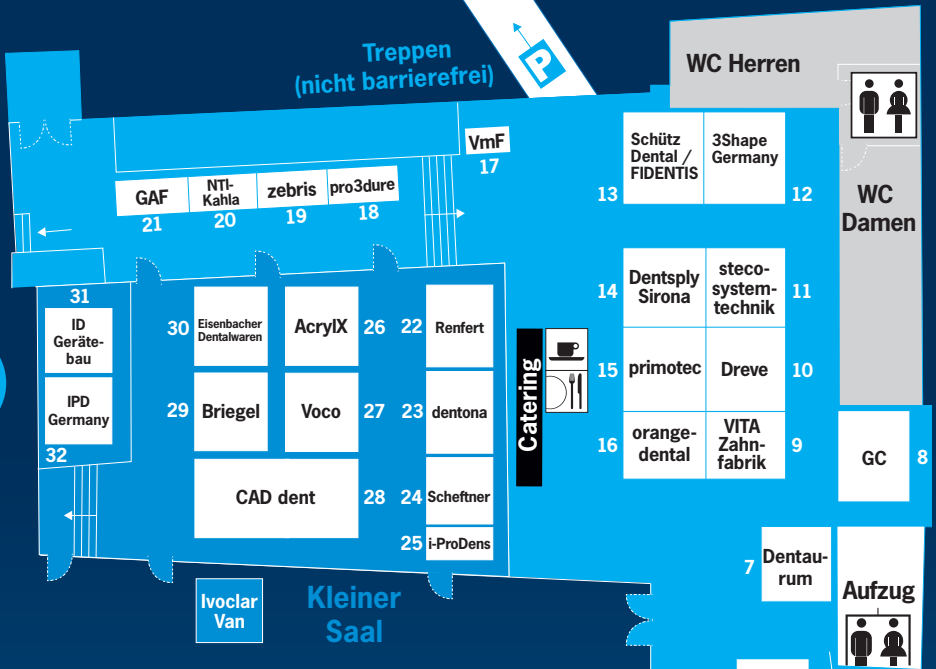 Treppen
(nicht barrierefrei)
P
WC Herren
VmF
17
Schütz
Dental /
FIDENTIS
13
3Shape
Germany
12
WC
Damen
GAF
21
NTI-
Kahla
20
zebris
19
pro3dure
18
31
ID
Geräte-
bau
IPD
Germany
32
30
Eisenbacher
Dentalwaren
AcrylX
26
22
Renfert
14
Dentsply
Sirona
steco-
system-
technik
11
29
Briegel
Voco
27
23
dentona
Catering
15
primotec
Dreve
10
16
orange-
dental
VITA
Zahn-
fabrik
9
GC
8
CAD dent
28
24
Scheftner
25
i-ProDens
7
Dentau-
rum
Aufzug
Ivoclar
Van
Kleiner
Saal